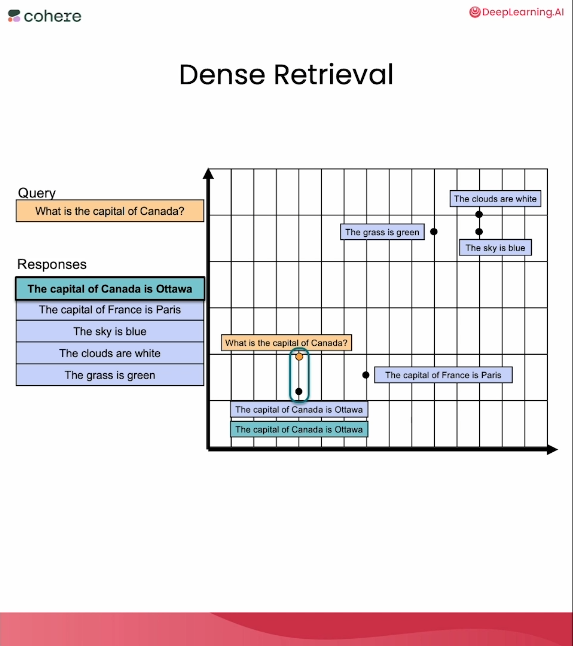 cohere
DeepLearning.AI
Dense Retrieval
Query
What is the capital of Canada?
Responses
The capital of Canada is Ottawa
The capital of France is Paris
The sky is blue
The clouds are white
The grass is green
The clouds are white
The grass is green
The sky is blue
What is the capital of Canada?
The capital of France is Paris
The capital of Canada is Ottawa
The capital of Canada is Ottawa